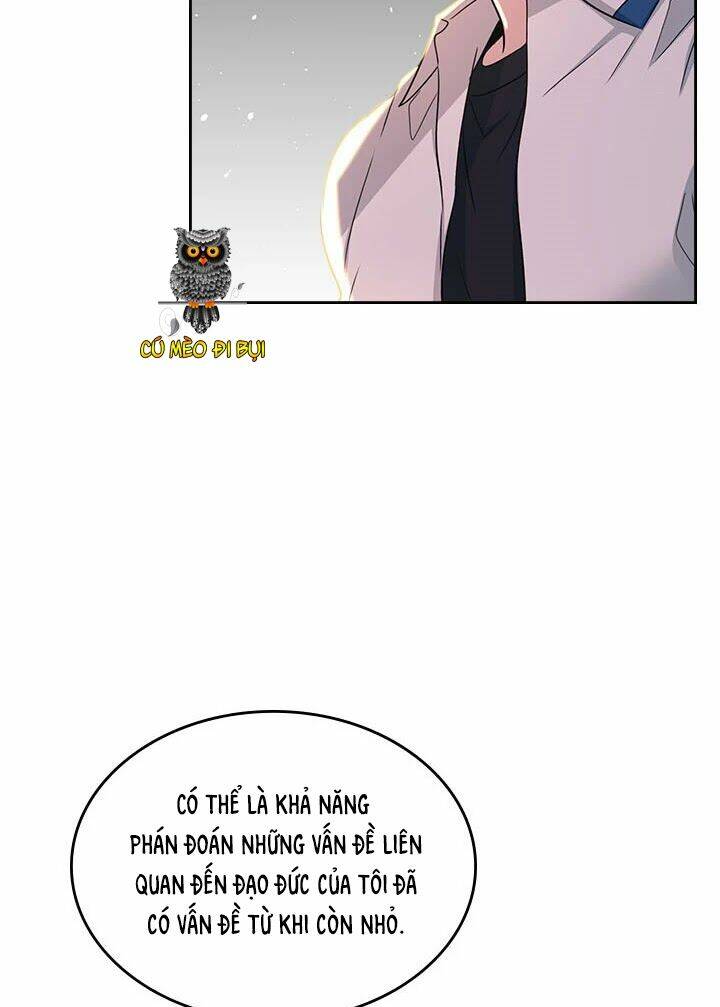 CÚ MÈO ĐI BỤI
CÓ THỂ LÀ KHẢ NĂNG
PHÁN ĐOÁN NHỮNG VẤN ĐỀ LIÊN
QUAN ĐẾN ĐẠO ĐỨC CỦA TÔI ĐÃ
CÓ VẤN ĐỀ TỪ KHI CÒN NHỎ.